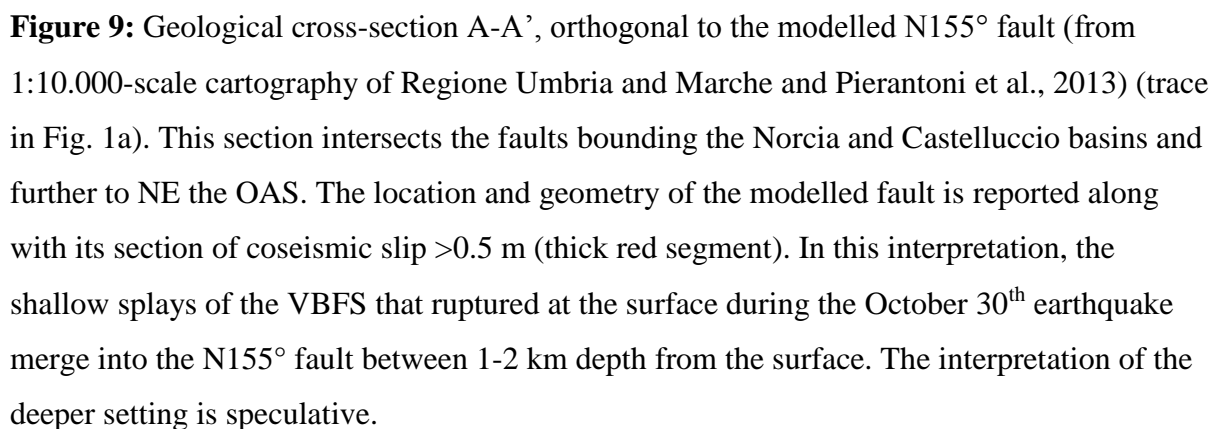 Figure 9: Geological cross-section A-A’, orthogonal to the modelled N155° fault (from
1:10.000-scale cartography of Regione Umbria and Marche and Pierantoni et al., 2013) (trace
in Fig. 1a). This section intersects the faults bounding the Norcia and Castelluccio basins and
further to NE the OAS. The location and geometry of the modelled fault is reported along
with its section of coseismic slip >0.5 m (thick red segment). In this interpretation, the
shallow splays of the VBFS that ruptured at the surface during the October 30th earthquake
merge into the N155° fault between 1-2 km depth from the surface. The interpretation of the
deeper setting is speculative.